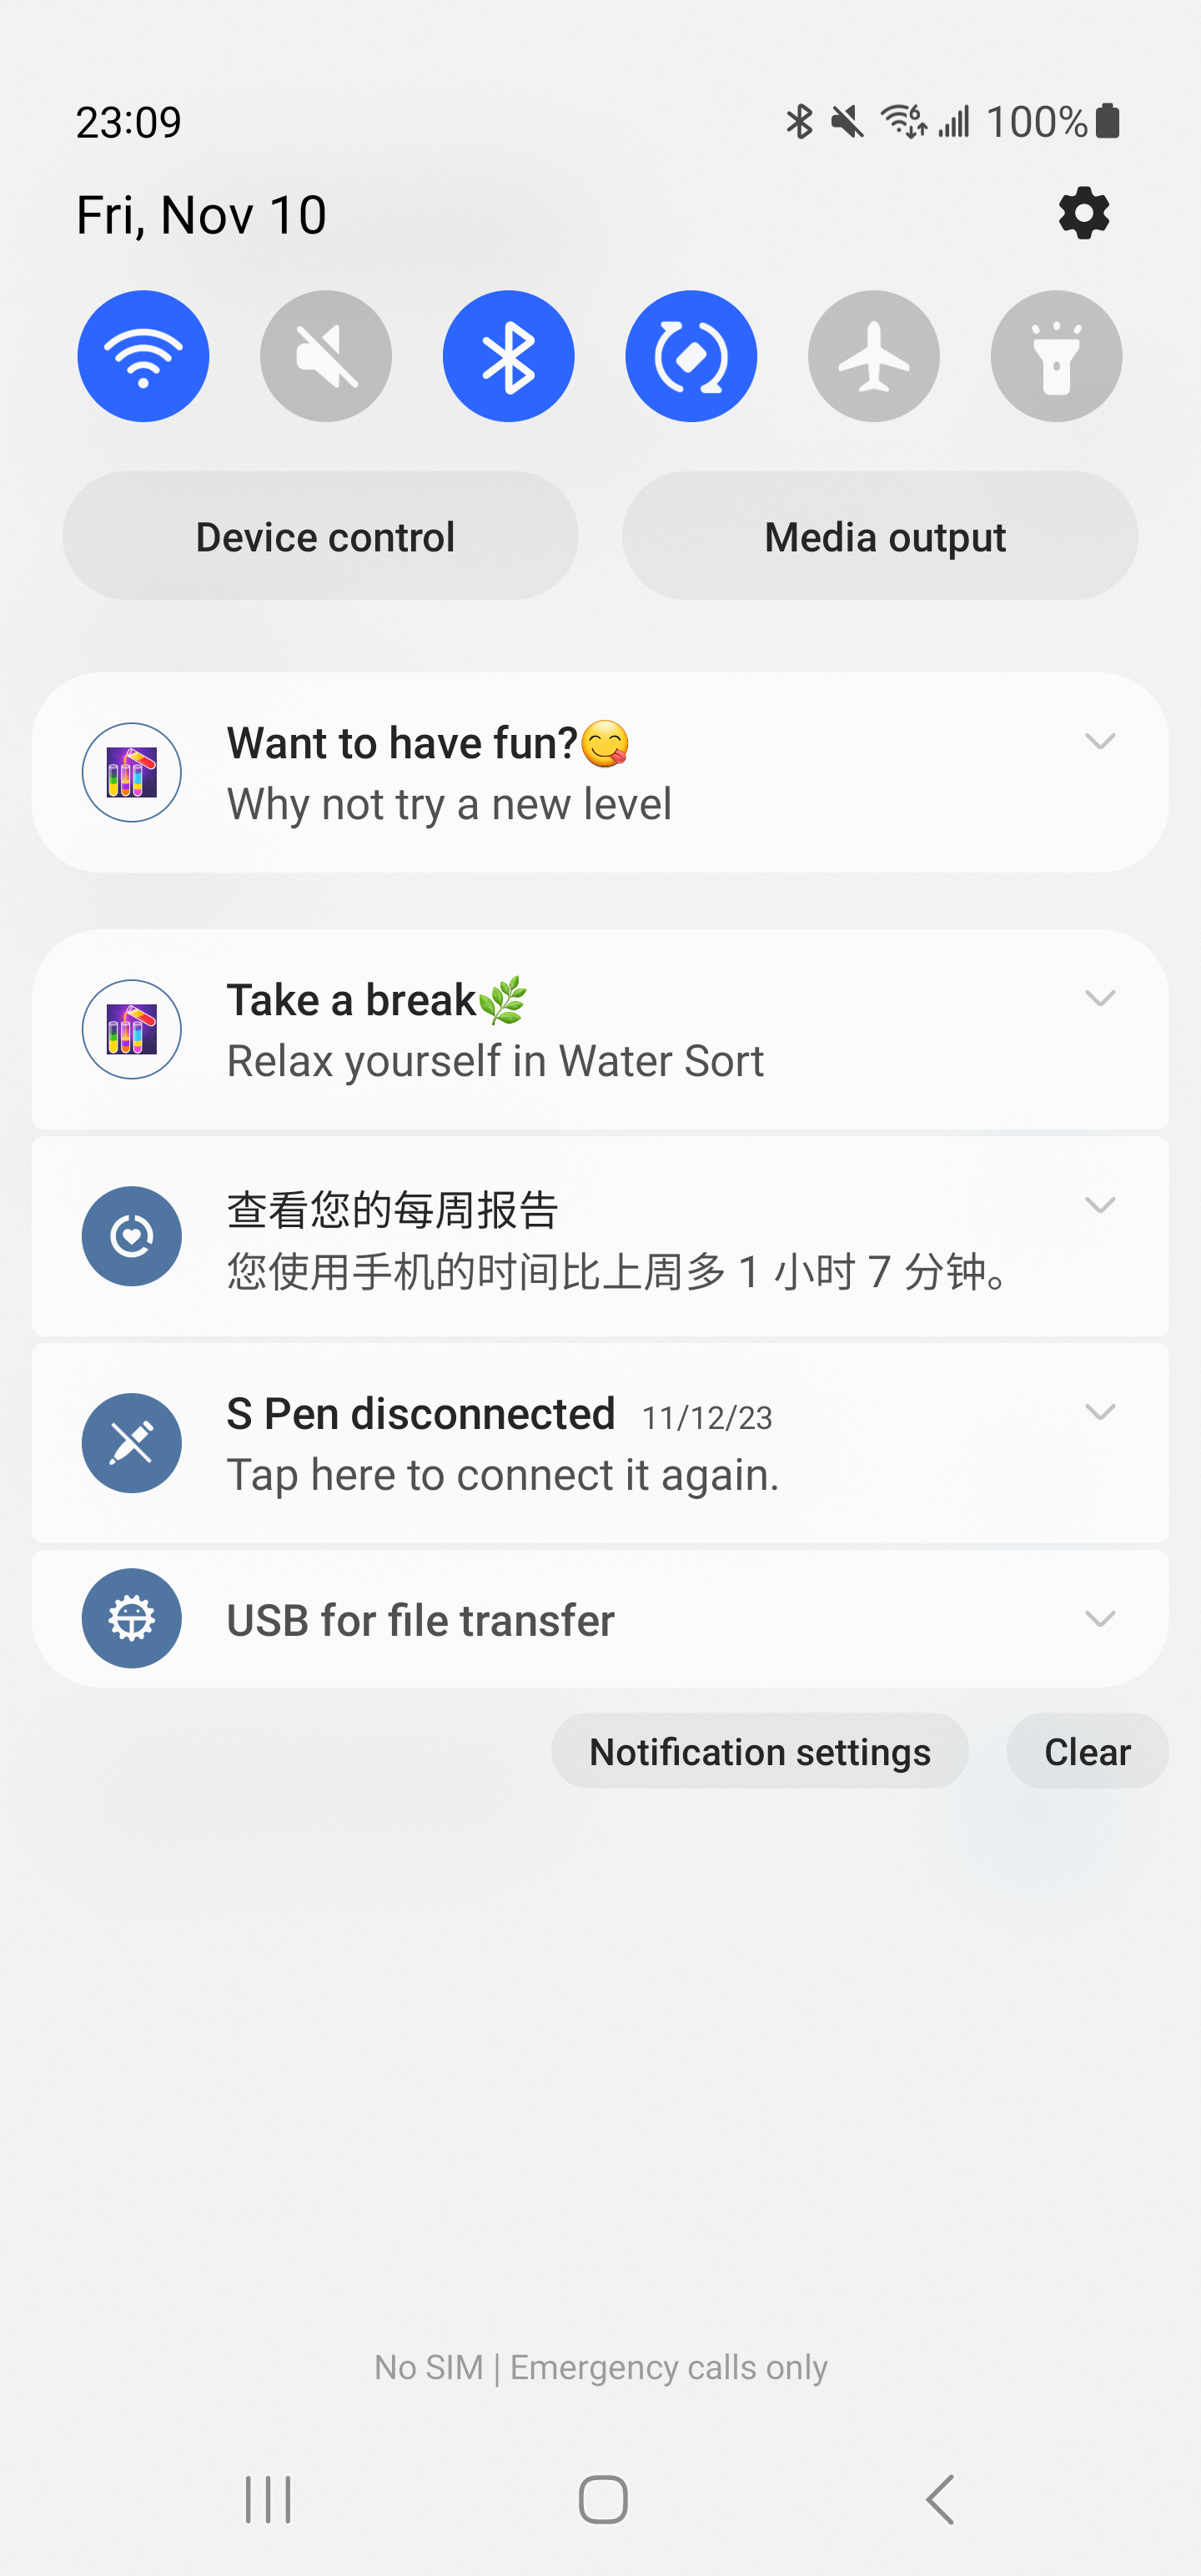 23:09
100%
Fri, Nov 10
Device control
Media output
Want to have fun?😋
Why not try a new level
Take a break🌿
Relax yourself in Water Sort
查看您的每周报告
您使用手机的时间比上周多 1 小时 7 分钟。
S Pen disconnected 11/12/23
Tap here to connect it again.
USB for file transfer
Notification settings
Clear
No SIM | Emergency calls only